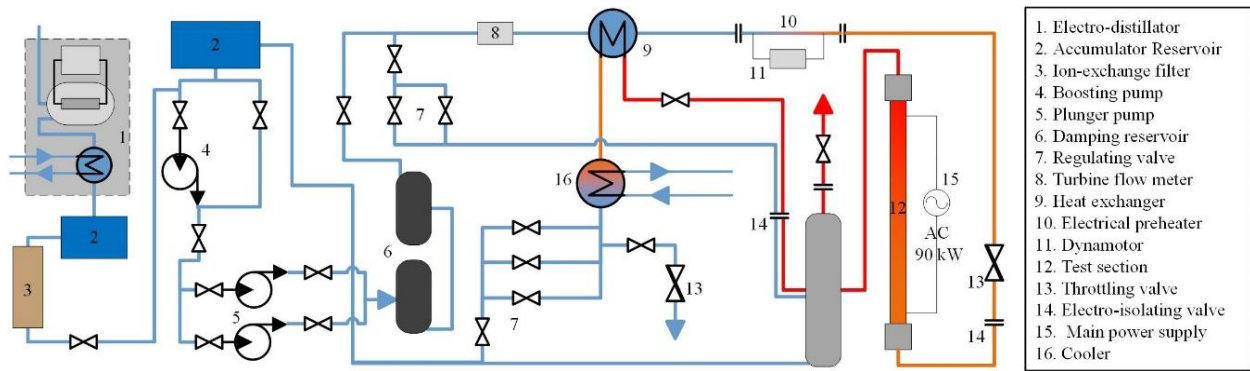 1
2
3
2
4
5
6
7
8
9
10
11
16
7
14
12
15
AC
90 kW
13
13
14
1. Electro-distillator
2. Accumulator Reservoir
3. Ion-exchange filter
4. Boosting pump
5. Plunger pump
6. Damping reservoir
7. Regulating valve
8. Turbine flow meter
9. Heat exchanger
10. Electrical preheater
11. Dynamotor
12. Test section
13. Throttling valve
14. Electro-isolating valve
15. Main power supply
16. Cooler